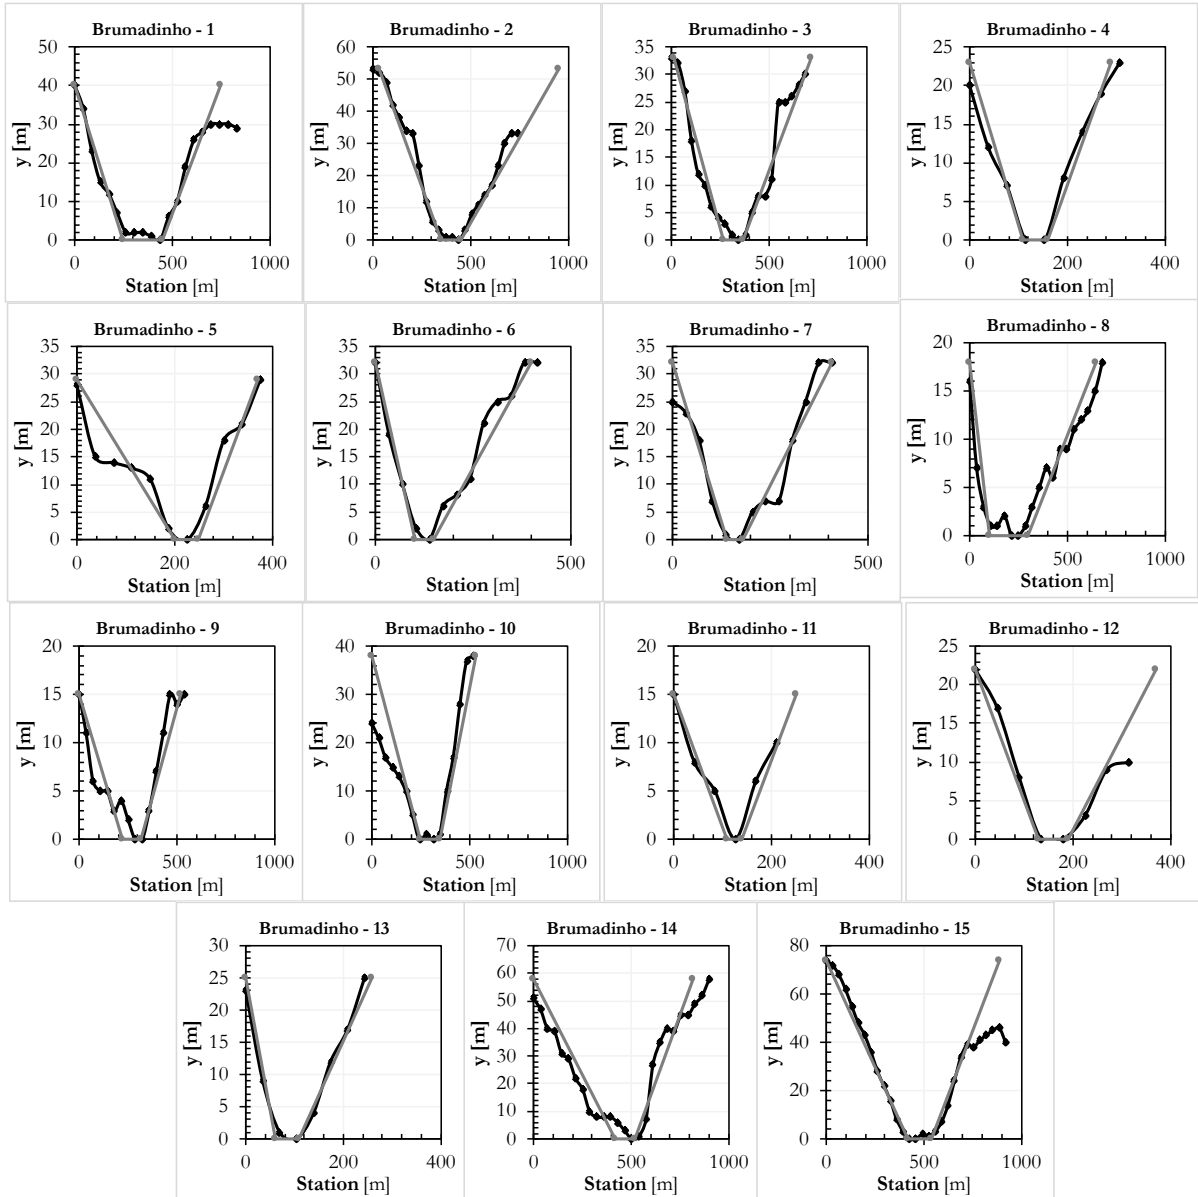 Brumadinho - 1
50
40
30
20
10
0
y [m]
0 500 1000
Station [m]
Brumadinho - 2
60
50
40
30
20
10
0
y [m]
0 500 1000
Station [m]
Brumadinho - 3
35
30
25
20
15
10
5
0
y [m]
0 500 1000
Station [m]
Brumadinho - 4
25
20
15
10
5
0
y [m]
0 200 400
Station [m]
Brumadinho - 5
35
30
25
20
15
10
5
0
y [m]
0 200 400
Station [m]
Brumadinho - 6
35
30
25
20
15
10
5
0
y [m]
0 500
Station [m]
Brumadinho - 7
35
30
25
20
15
10
5
0
y [m]
0 500
Station [m]
Brumadinho - 8
20
15
10
5
0
y [m]
0 500 1000
Station [m]
Brumadinho - 9
20
15
10
5
0
y [m]
0 500 1000
Station [m]
Brumadinho - 10
40
30
20
10
0
y [m]
0 500 1000
Station [m]
Brumadinho - 11
20
15
10
5
0
y [m]
0 200 400
Station [m]
Brumadinho - 12
25
20
15
10
5
0
y [m]
0 200 400
Station [m]
Brumadinho - 13
30
25
20
15
10
5
0
y [m]
0 200 400
Station [m]
Brumadinho - 14
70
60
50
40
30
20
10
0
y [m]
0 500 1000
Station [m]
Brumadinho - 15
80
60
40
20
0
y [m]
0 500 1000
Station [m]